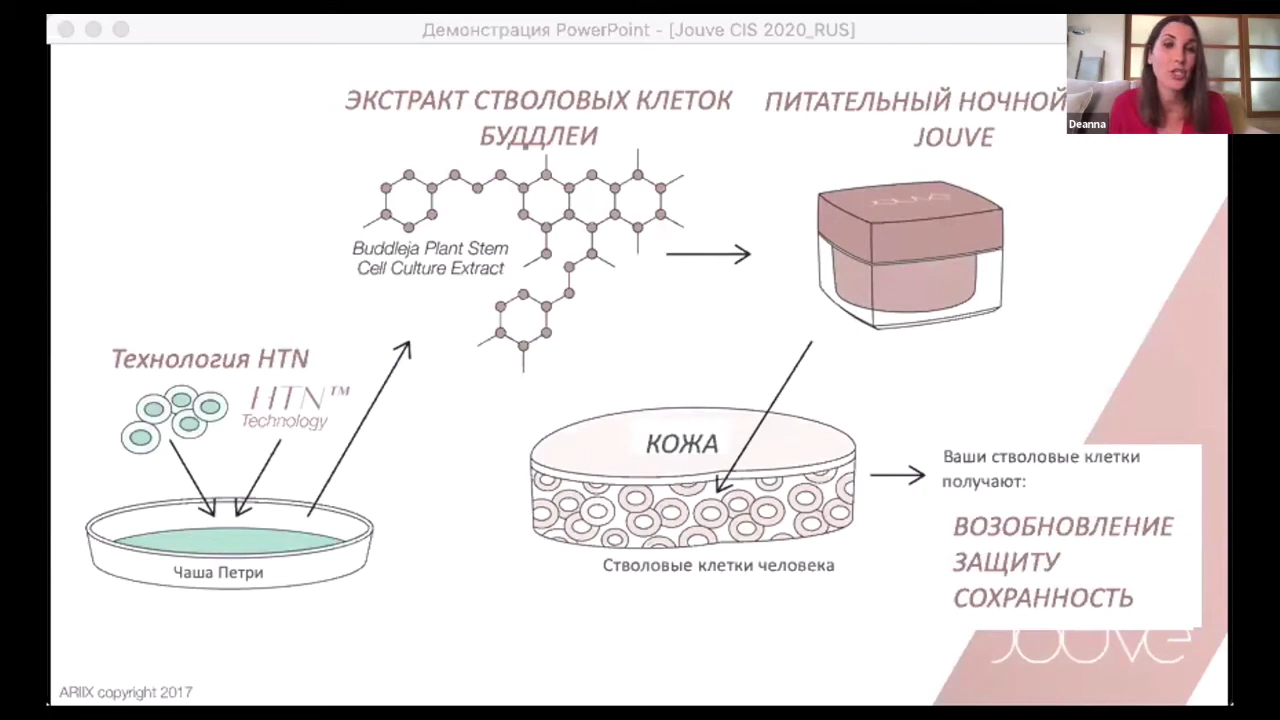 Демонстрация PowerPoint - [Jouve CIS 2020_RUS]
Deanna
ЭКСТРАКТ СТВОЛОВЫХ КЛЕТОК
БУДДЛЕИ
ПИТАТЕЛЬНЫЙ НОЧНОЙ
JOUVE
Buddleja Plant Stem
Cell Culture Extract
JOUVE
Технология HTN
HTN™
Technology
Чаша Петри
КОЖА
Стволовые клетки человека
Ваши стволовые клетки
получают:
ВОЗОБНОВЛЕНИЕ
ЗАЩИТУ
СОХРАННОСТЬ
Jouve
ARIIX copyright 2017